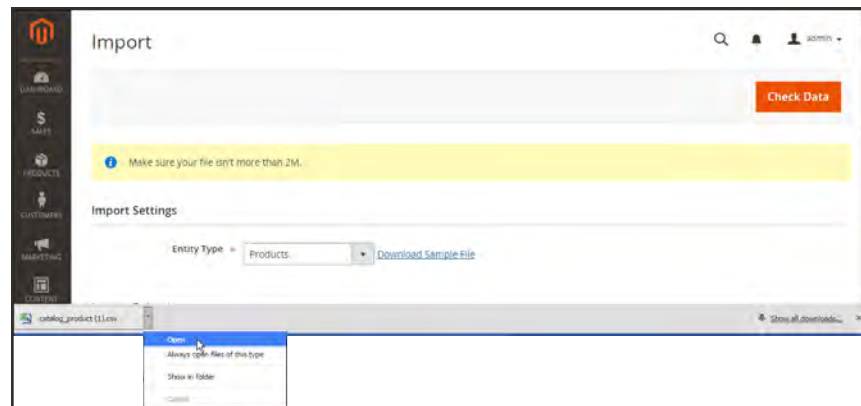 Import
admin
DASHBOARD
Check Data
SALES
Make sure your file isn't more than 2M.
PRODUCTS
Import Settings
CUSTOMERS
Entity Type * Products Download Sample File
MARKETING
CONTENT
catalog_product (1).csv
Show all downloads...
Open
Always open files of this type
Show in folder
Cancel